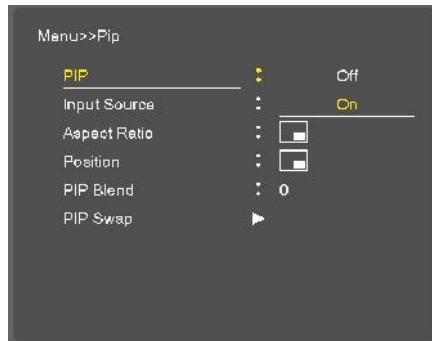 Menu>>Pip
PIP : Off
Input Source : On
Aspect Ratio :
Position :
PIP Blend : 0
PIP Swap